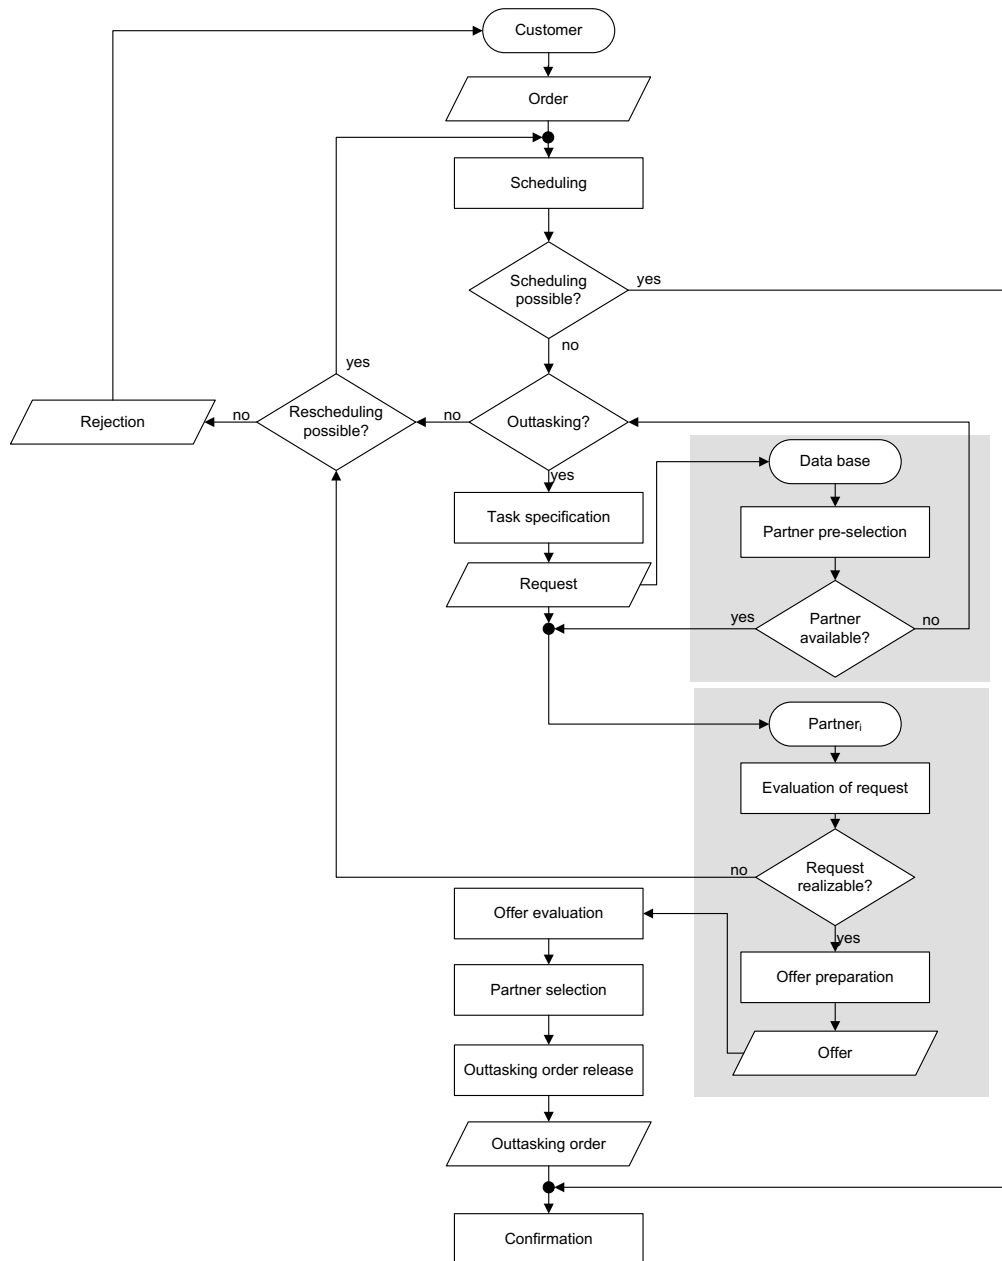 Customer
Order
Scheduling
Scheduling
possible?
yes
no
yes
Rejection
no
Rescheduling
possible?
no
Outtasking?
yes
Data base
Task specification
Partner pre-selection
Request
yes
Partner
available?
no
Partneri
Evaluation of request
no
Request
realizable?
yes
Offer evaluation
Offer preparation
Partner selection
Offer
Outtasking order release
Outtasking order
Confirmation